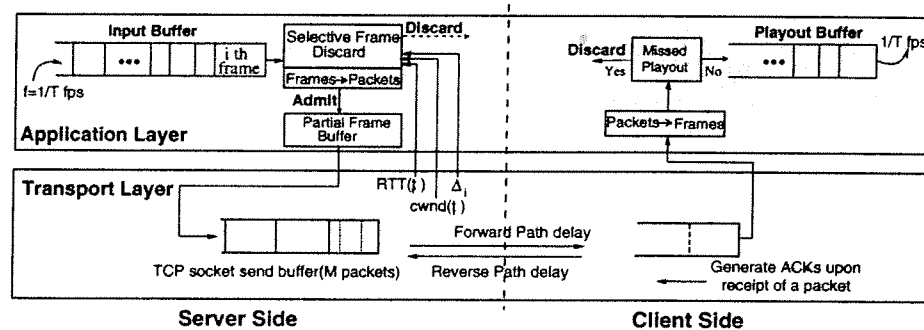 Input Buffer
i th
frame
f=1/T fps
Selective Frame
Discard
Frames→Packets
Discard
Admit
Partial Frame
Buffer
Application Layer
Discard
Yes
Missed
Playout
No
Playout Buffer
1/T fps
Packets→Frames
Transport Layer
RTT(t)
cwnd(t)
Δi
TCP socket send buffer(M packets)
Forward Path delay
Reverse Path delay
Generate ACKs upon
receipt of a packet
Server Side
Client Side